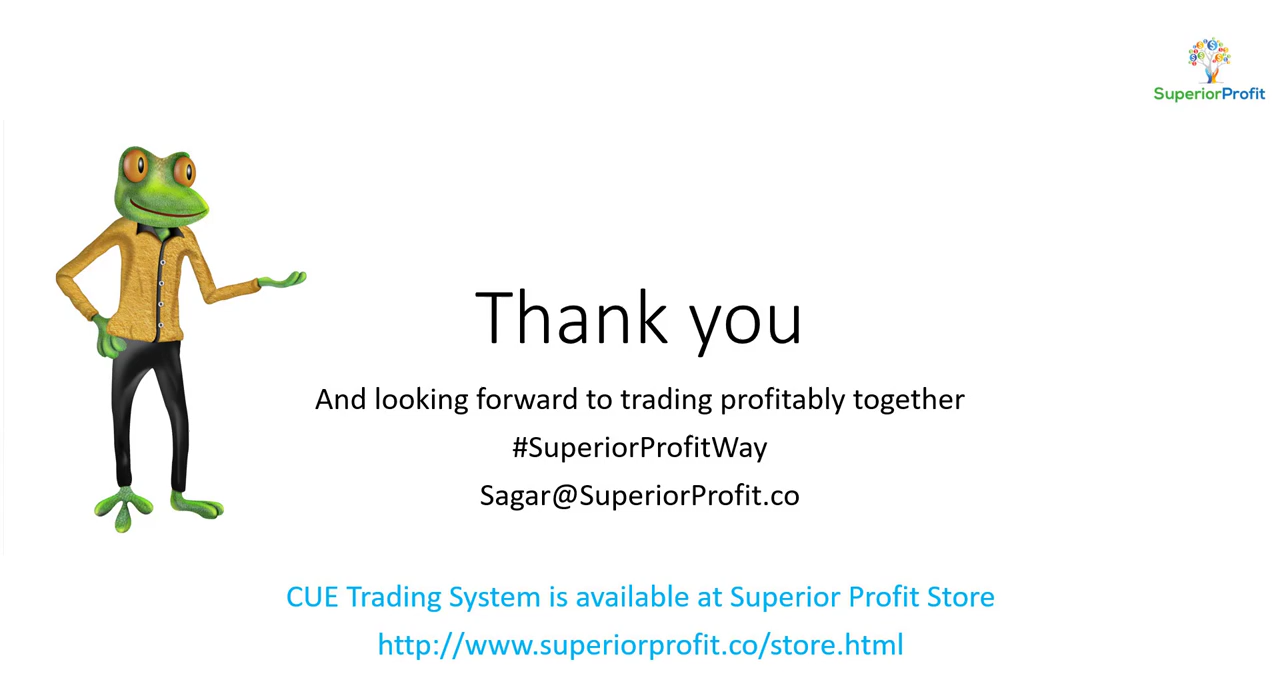 SuperiorProfit
Thank you
And looking forward to trading profitably together
#SuperiorProfitWay
Sagar@SuperiorProfit.co
CUE Trading System is available at Superior Profit Store
http://www.superiorprofit.co/store.html